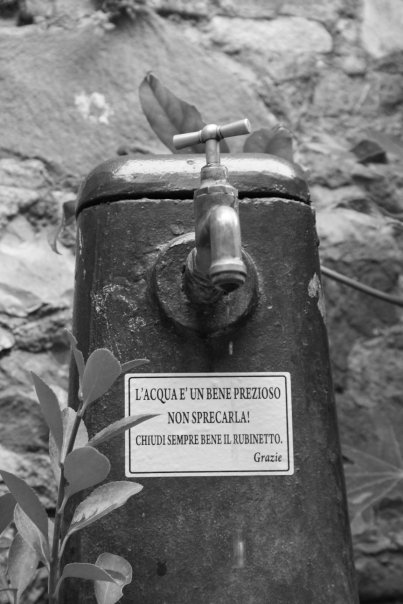 L'ACQUA E' UN BENE PREZIOSO
NON SPRECARLA!
CHIUDI SEMPRE BENE IL RUBINETTO.
Grazie